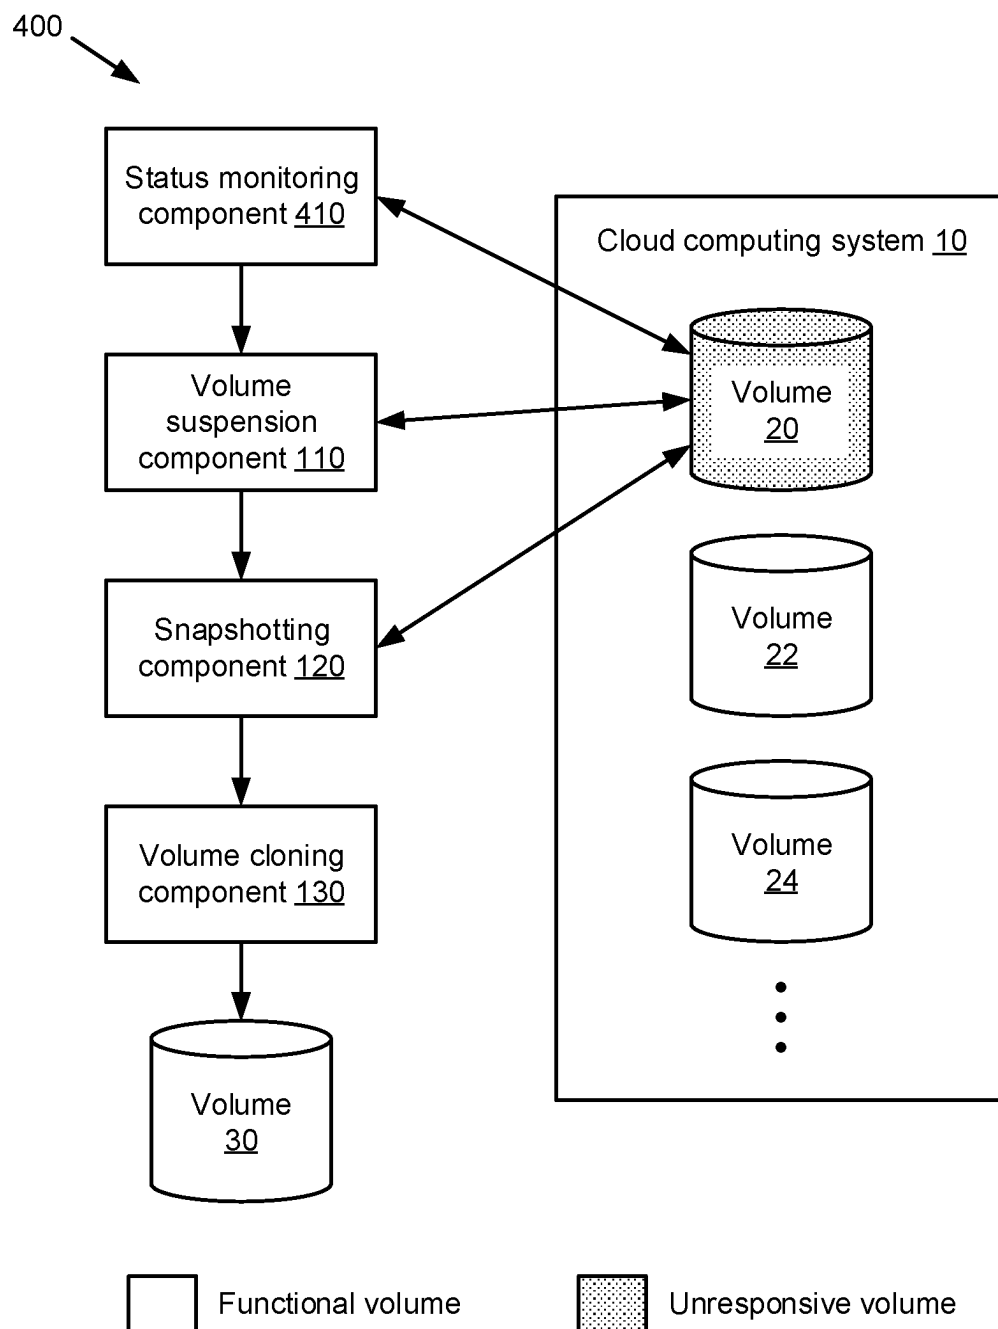 400
Status monitoring
component 410
Cloud computing system 10
Volume
suspension
component 110
Volume
20
Snapshotting
component 120
Volume
22
Volume cloning
component 130
Volume
24
Volume
30
Functional volume
Unresponsive volume